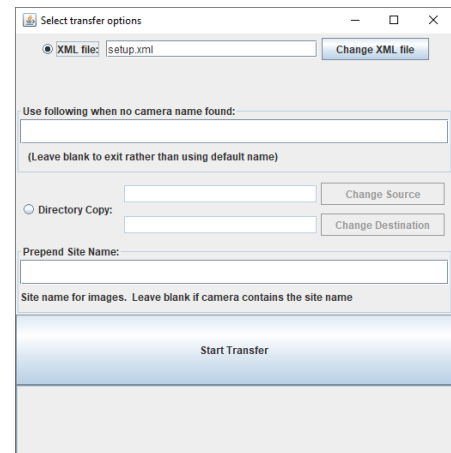 Select transfer options
XML file: setup.xml Change XML file
Use following when no camera name found:
(Leave blank to exit rather than using default name)
Change Source
Directory Copy:
Change Destination
Prepend Site Name:
Site name for images. Leave blank if camera contains the site name
Start Transfer